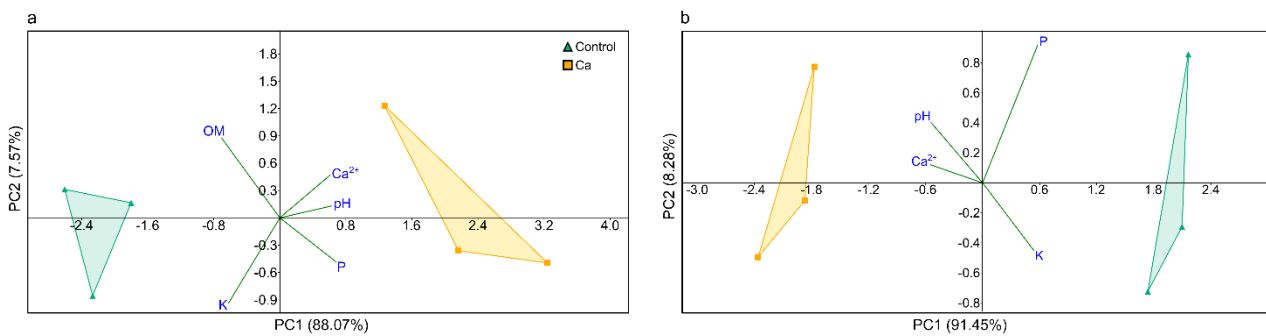 a
1.8
1.5
1.2
0.9
0.6
0.3
-0.3
-0.6
-0.9
-2.4
-1.6
-0.8
0.8
1.6
2.4
3.2
4.0
OM
Ca²⁺
pH
P
K
Control
Ca
PC2 (7.57%)
PC1 (88.07%)
b
0.8
0.6
0.4
0.2
-0.2
-0.4
-0.6
-0.8
-3.0
-2.4
-1.8
-1.2
-0.6
0.6
1.2
1.8
2.4
P
pH
Ca²⁺
K
PC2 (8.28%)
PC1 (91.45%)